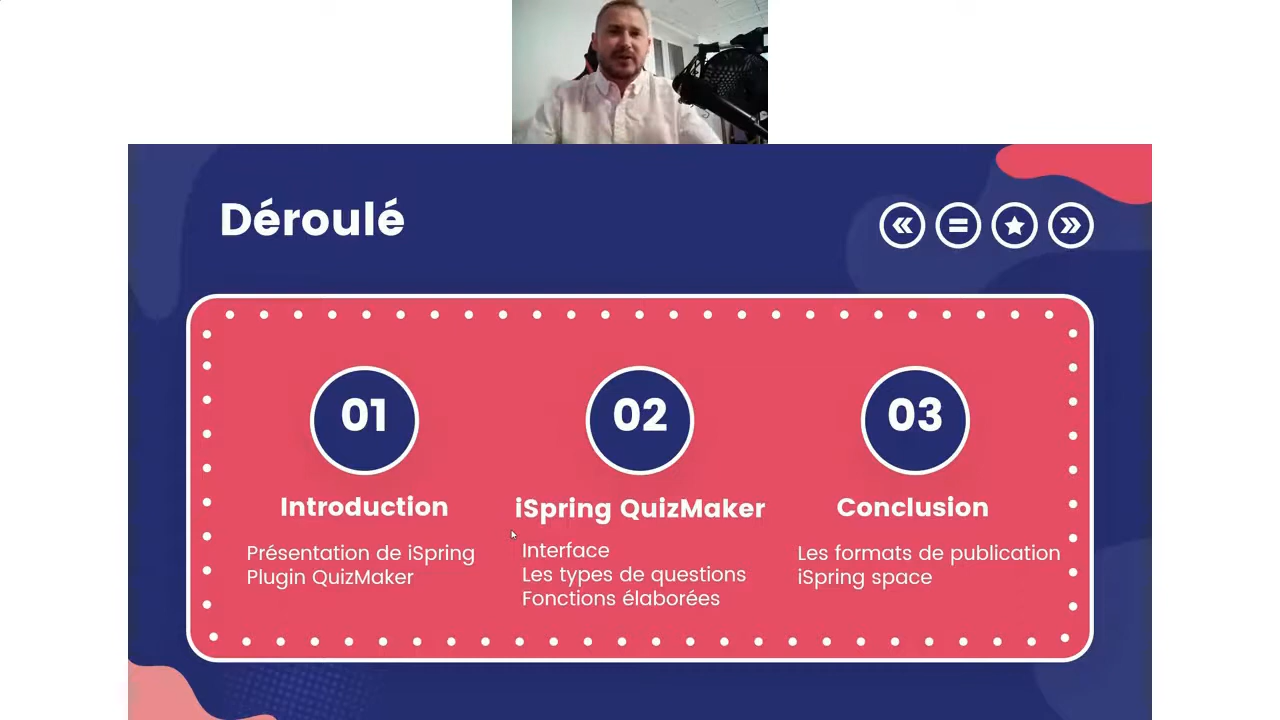 Déroulé
01
Introduction
Présentation de iSpring
Plugin QuizMaker
02
iSpring QuizMaker
Interface
Les types de questions
Fonctions élaborées
03
Conclusion
Les formats de publication
iSpring space